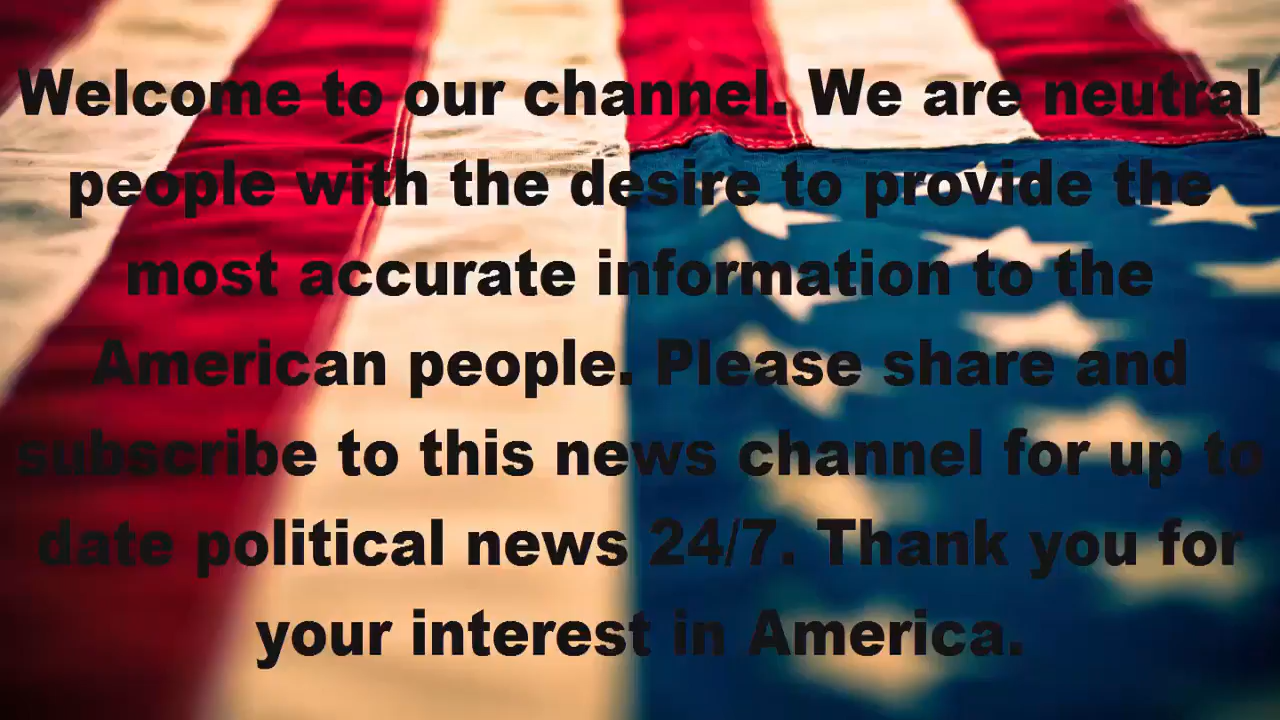 Welcome to our channel. We are neutral
people with the desire to provide the
most accurate information to the
American people. Please share and
subscribe to this news channel for up to
date political news 24/7. Thank you for
your interest in America.